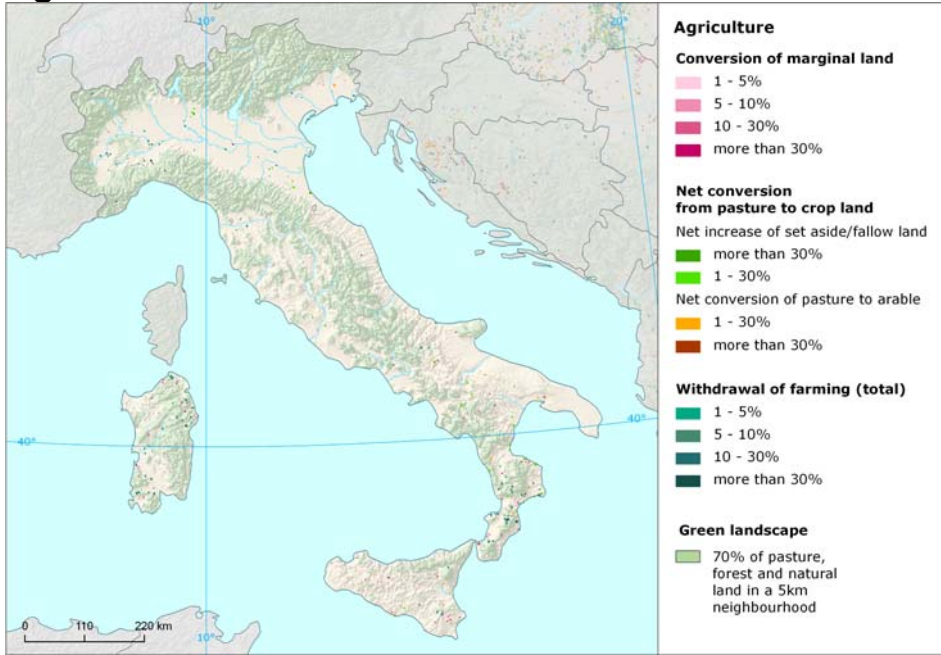 10°
20°
40°
40°
10°
0 110 220 km
Agriculture
Conversion of marginal land
1 - 5%
5 - 10%
10 - 30%
more than 30%
Net conversion
from pasture to crop land
Net increase of set aside/fallow land
more than 30%
1 - 30%
Net conversion of pasture to arable
1 - 30%
more than 30%
Withdrawal of farming (total)
1 - 5%
5 - 10%
10 - 30%
more than 30%
Green landscape
70% of pasture,
forest and natural
land in a 5km
neighbourhood